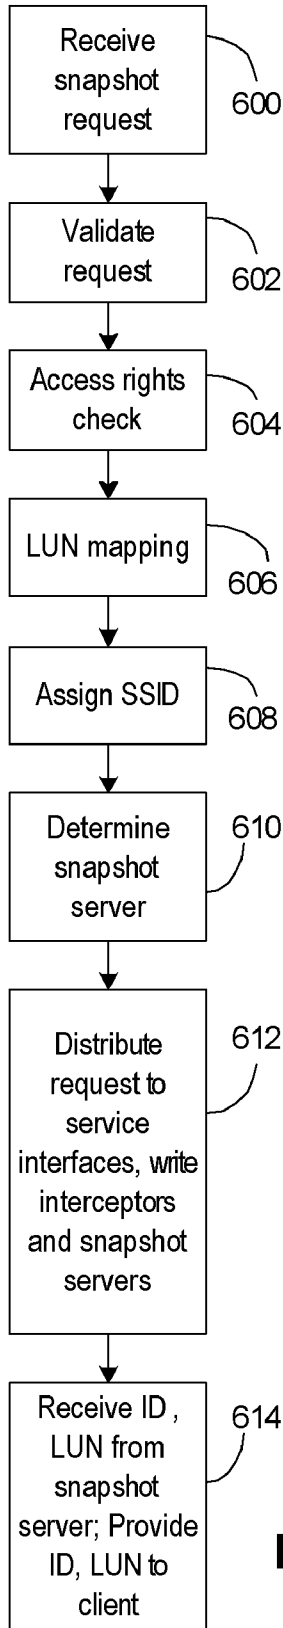 Receive
snapshot
request
600
Validate
request
602
Access rights
check
604
LUN mapping
606
Assign SSID
608
Determine
snapshot
server
610
Distribute
request to
service
interfaces, write
interceptors
and snapshot
servers
612
Receive ID ,
LUN from
snapshot
server; Provide
ID, LUN to
client
614